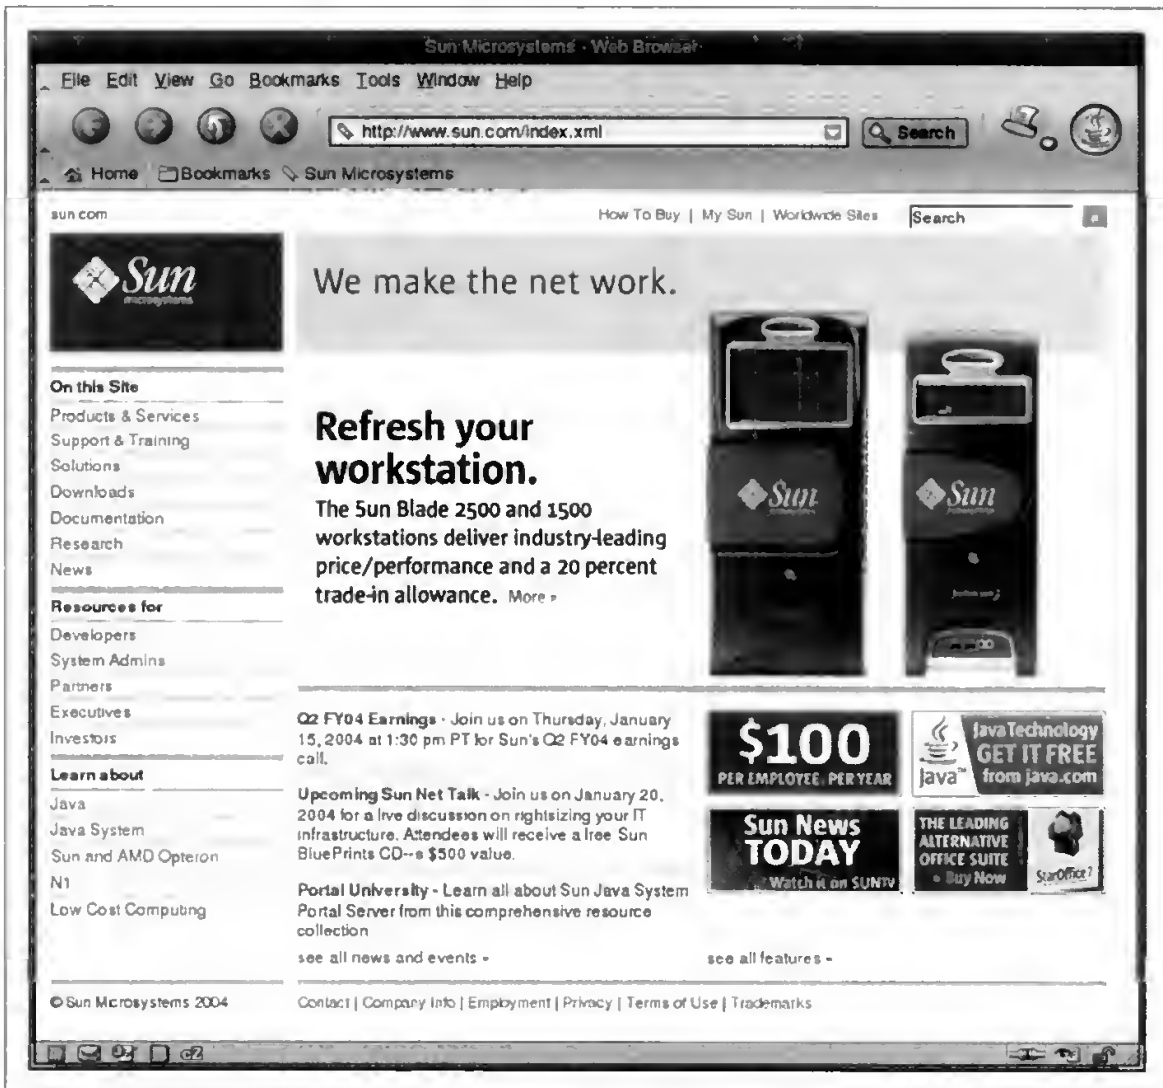 Sun Microsystems - Web Browser
File Edit View Go Bookmarks Tools Window Help
http://www.sun.com/index.xml Search
Home Bookmarks Sun Microsystems
sun.com How To Buy | My Sun | Worldwide Sites Search
Sun
microsystems
We make the net work.
On this Site
Products & Services
Support & Training
Solutions
Downloads
Documentation
Research
News
Resources for
Developers
System Admins
Partners
Executives
Investors
Learn about
Java
Java System
Sun and AMD Opteron
N1
Low Cost Computing
Refresh your
workstation.
The Sun Blade 2500 and 1500
workstations deliver industry-leading
price/performance and a 20 percent
trade-in allowance. More »
Sun
Sun
Q2 FY04 Earnings - Join us on Thursday, January
15, 2004 at 1:30 pm PT for Sun's Q2 FY04 earnings
call.
Upcoming Sun Net Talk - Join us on January 20,
2004 for a live discussion on rightsizing your IT
infrastructure. Attendees will receive a free Sun
BluePrints CD--a $500 value.
Portal University - Learn all about Sun Java System
Portal Server from this comprehensive resource
collection
see all news and events »
$100
PER EMPLOYEE, PER YEAR
Java™
Java Technology
GET IT FREE
from java.com
Sun News
TODAY
Watch it on SUNTV
THE LEADING
ALTERNATIVE
OFFICE SUITE
» Buy Now
StarOffice 7
see all features »
© Sun Microsystems 2004 Contact | Company Info | Employment | Privacy | Terms of Use | Trademarks